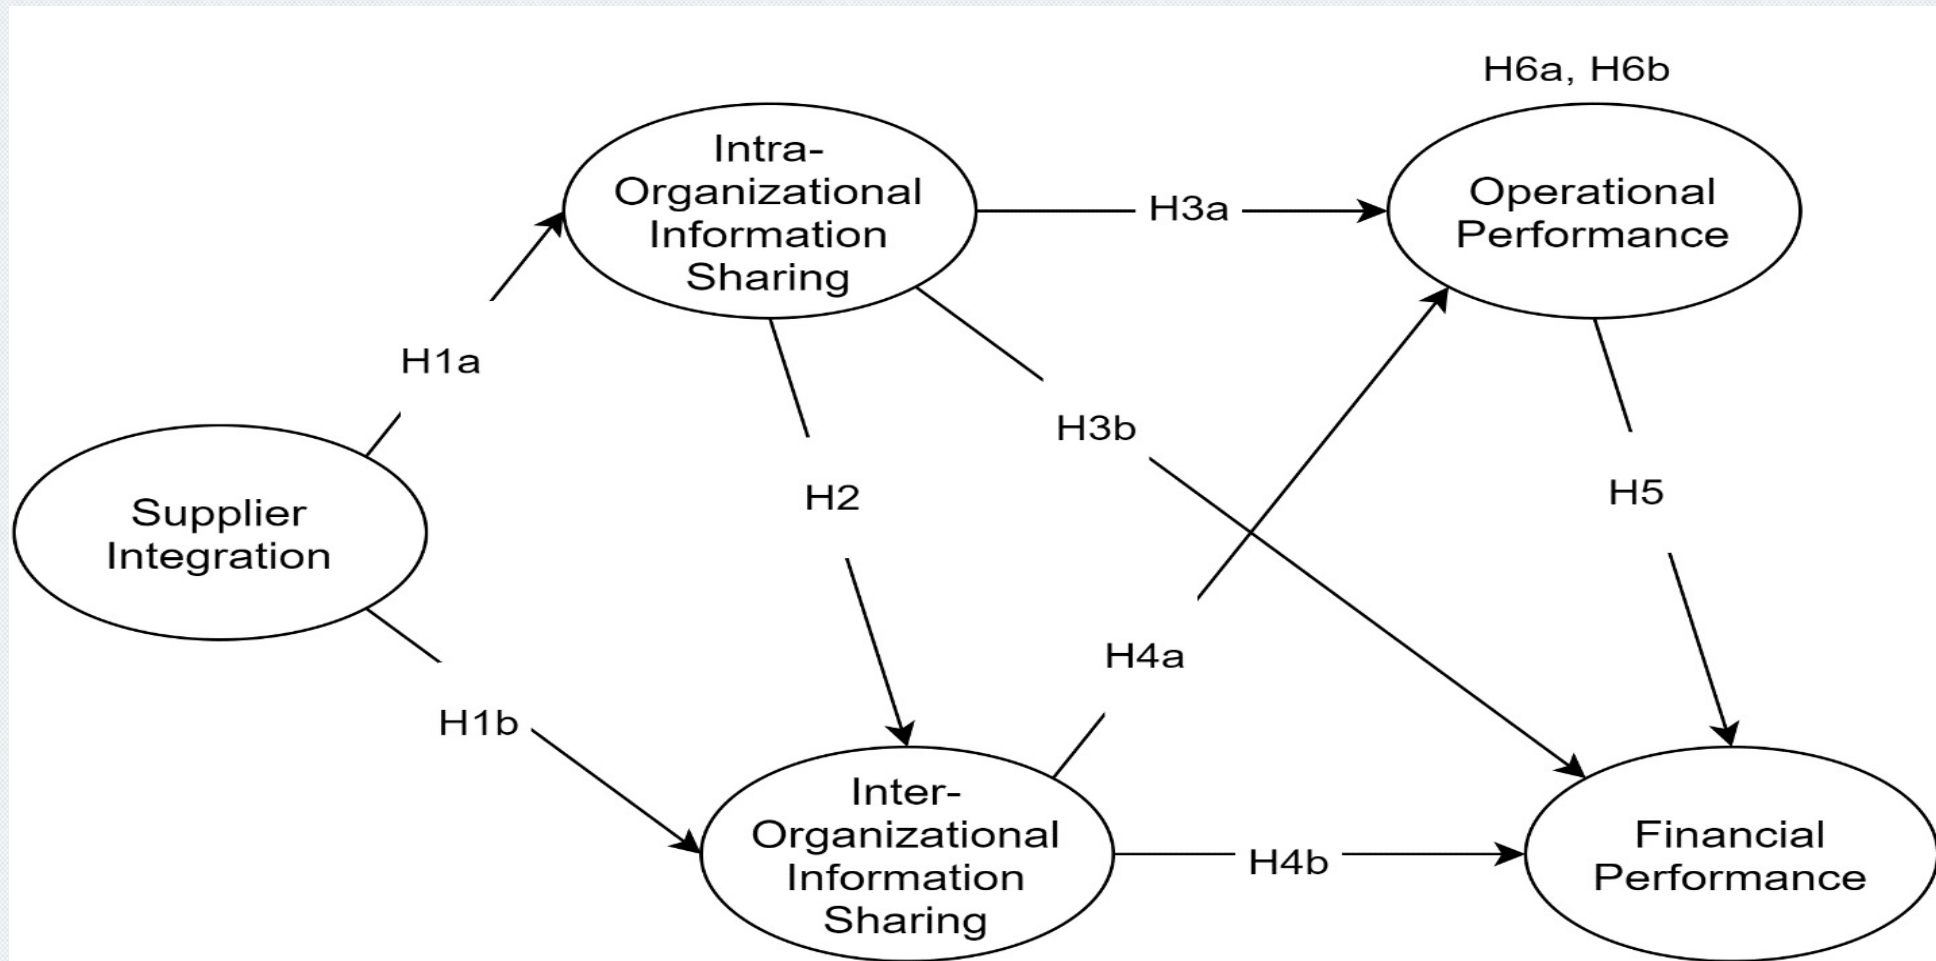 H6a, H6b
Intra-
Organizational
Information
Sharing
H3a
Operational
Performance
H1a
H3b
H2
H5
Supplier
Integration
H4a
H1b
Inter-
Organizational
Information
Sharing
H4b
Financial
Performance